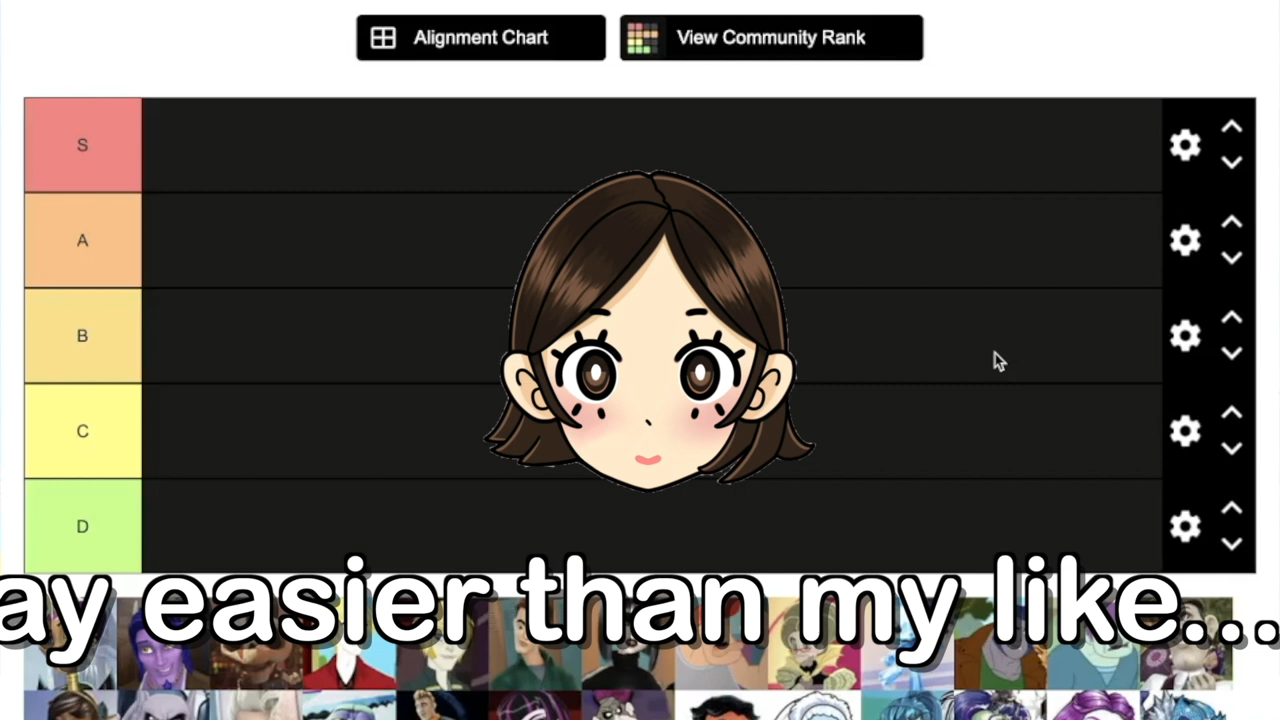 Alignment Chart
View Community Rank
S
A
B
C
D
ay easier than my like...